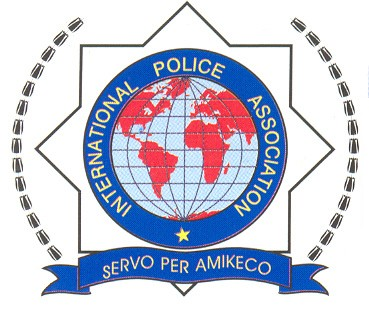 INTERNATIONAL POLICE ASSOCIATION
SERVO PER AMIKECO